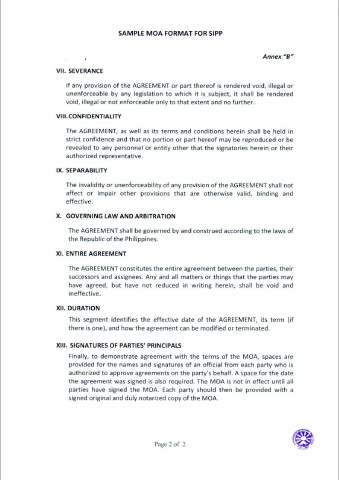 SAMPLE MOA FORMAT FOR SIPP
Annex "B"
VII. SEVERANCE
If any provision of the AGREEMENT or part thereof is rendered void, illegal or
unenforceable by any legislation to which it is subject, it shall be rendered
void, illegal or not enforceable only to that extent and no further.
VIII.CONFIDENTIALITY
The AGREEMENT, as well as its terms and conditions herein shall be held in
strict confidence and that no portion or part hereof may be reproduced or be
revealed to any personnel or entity other that the signatories herein or their
authorized representative.
IX. SEPARABILITY
The invalidity or unenforceability of any provision of the AGREEMENT shall not
affect or impair other provisions that are otherwise valid, binding and
effective.
X. GOVERNING LAW AND ARBITRATION
The AGREEMENT shall be governed by and construed according to the laws of
the Republic of the Philippines.
XI. ENTIRE AGREEMENT
The AGREEMENT constitutes the entire agreement between the parties, their
successors and assignees. Any and all matters or things that the parties may
have agreed, but have not reduced in writing herein, shall be void and
ineffective.
XII. DURATION
This segment identifies the effective date of the AGREEMENT, its term (if
there is one), and how the agreement can be modified or terminated.
XIII. SIGNATURES OF PARTIES' PRINCIPALS
Finally, to demonstrate agreement with the terms of the MOA, spaces are
provided for the names and signatures of an official from each party who is
authorized to approve agreements on the party's behalf. A space for the date
the agreement was signed is also required. The MOA is not in effect until all
parties have signed the MOA. Each party should then be provided with a
signed original and duly notarized copy of the MOA.
Page 2 of 2